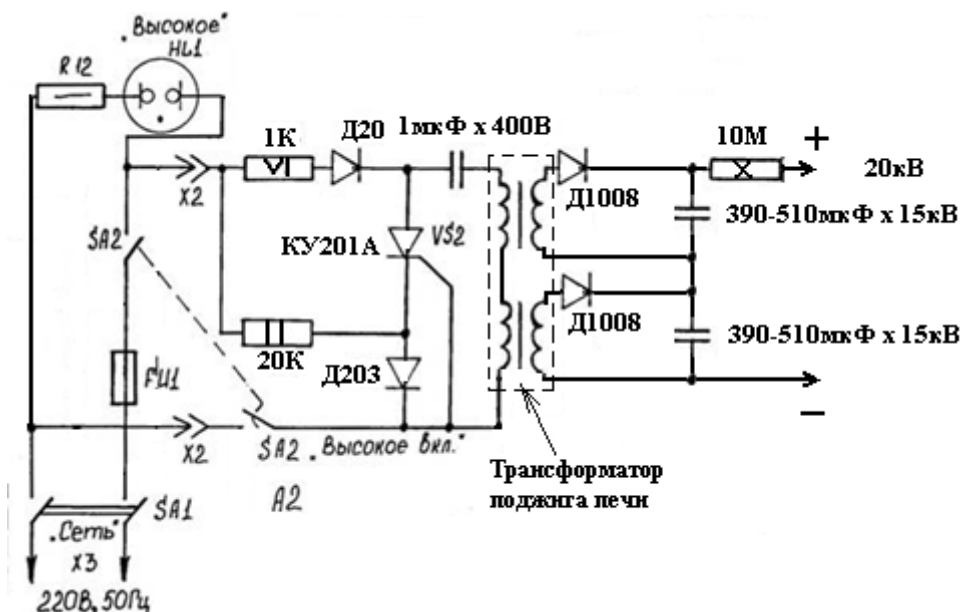 „Высокое"
HL1
R12
1К
Д20
1мкФ х 400В
10М
+
20кВ
X2
Д1008
390-510мкФ х 15кВ
SA2
КУ201А
VS2
20К
Д1008
390-510мкФ х 15кВ
FU1
Д203
–
X2
SA2 „Высокое вкл."
A2
Трансформатор
поджига печи
SA1
„Сеть"
X3
220В, 50Гц